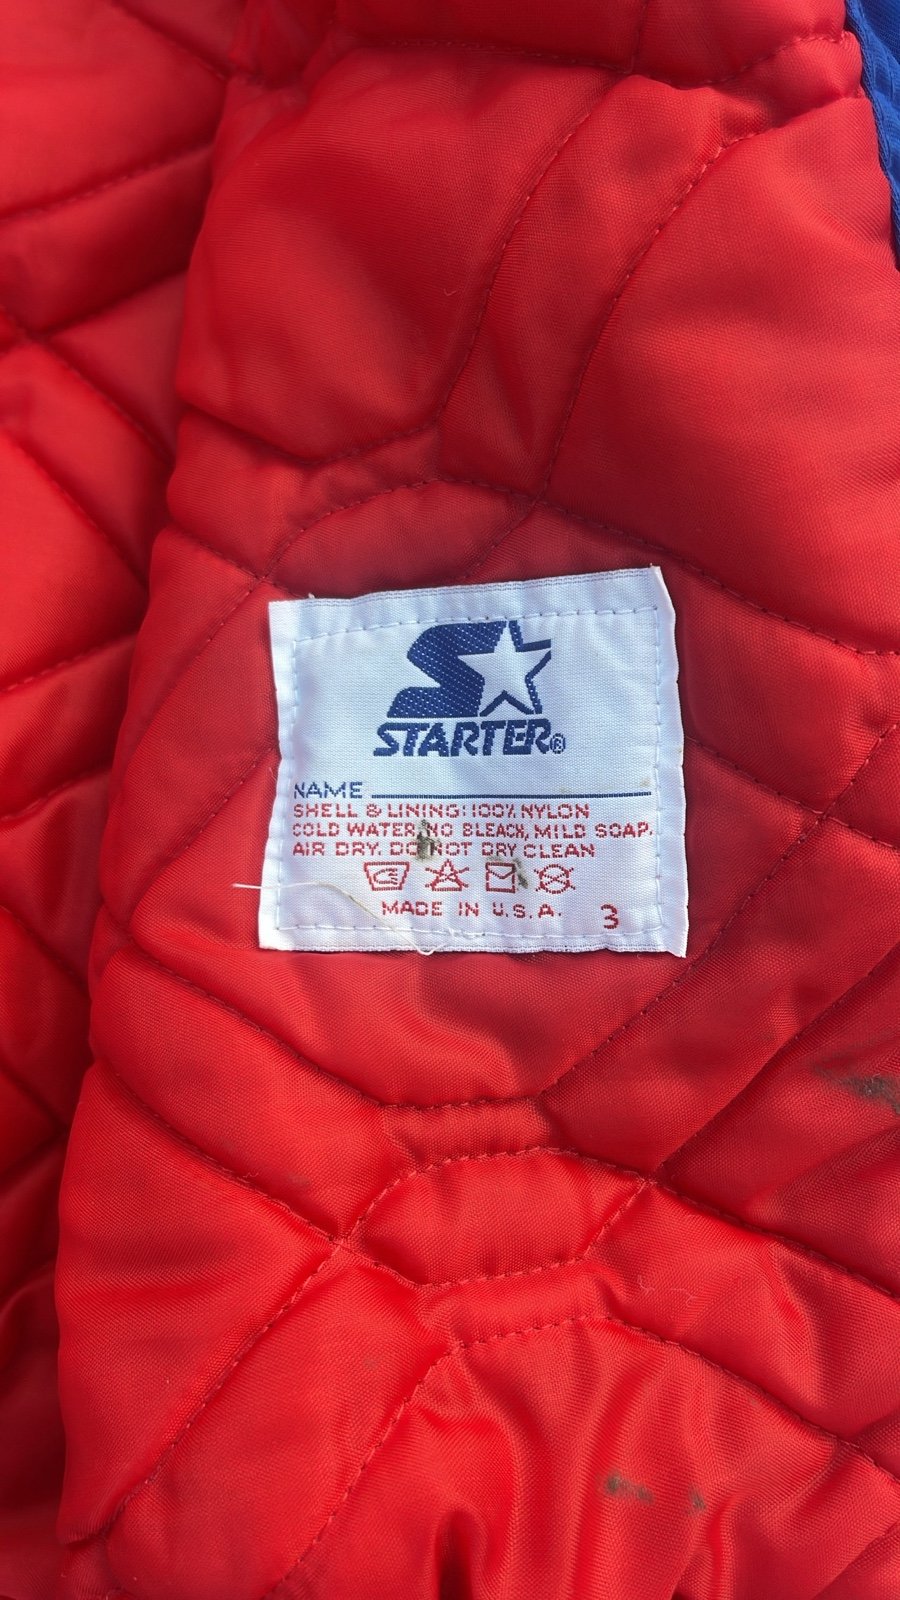 STARTER®
NAME
SHELL & LINING: 100% NYLON
COLD WATER, NO BLEACH, MILD SOAP.
AIR DRY. DO NOT DRY CLEAN
MADE IN U.S.A. 3